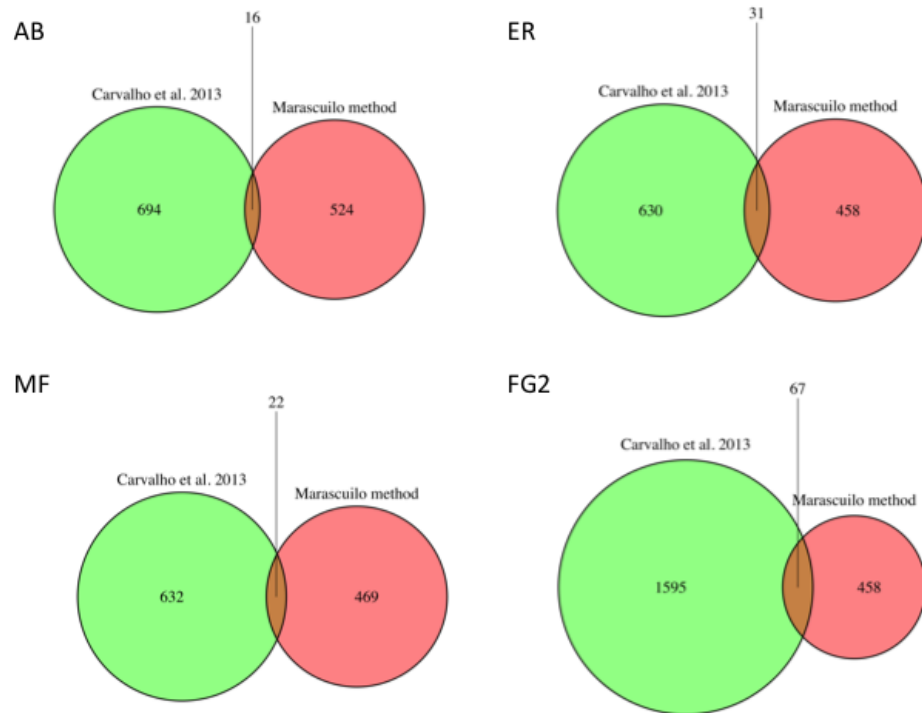 AB
16
Carvalho et al. 2013
Marascuilo method
694
524
ER
31
Carvalho et al. 2013
Marascuilo method
630
458
MF
22
Carvalho et al. 2013
Marascuilo method
632
469
FG2
67
Carvalho et al. 2013
Marascuilo method
1595
458